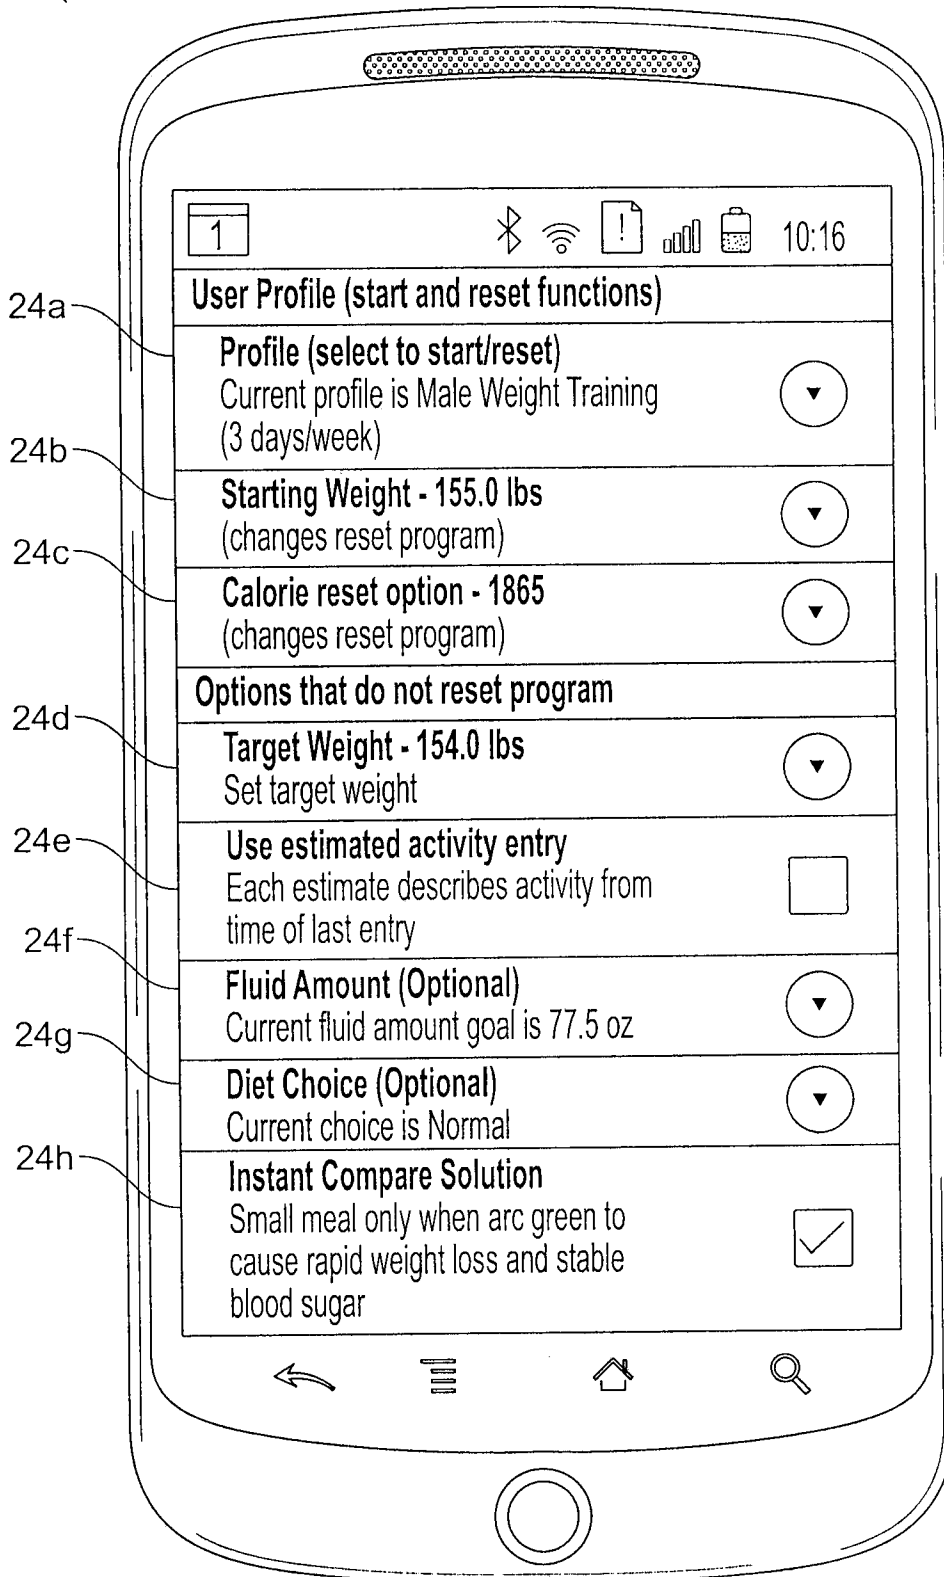 1 10:16
User Profile (start and reset functions)
24a
Profile (select to start/reset)
Current profile is Male Weight Training
(3 days/week)
24b
Starting Weight - 155.0 lbs
(changes reset program)
24c
Calorie reset option - 1865
(changes reset program)
Options that do not reset program
24d
Target Weight - 154.0 lbs
Set target weight
24e
Use estimated activity entry
Each estimate describes activity from
time of last entry
24f
Fluid Amount (Optional)
Current fluid amount goal is 77.5 oz
24g
Diet Choice (Optional)
Current choice is Normal
24h
Instant Compare Solution
Small meal only when arc green to
cause rapid weight loss and stable
blood sugar